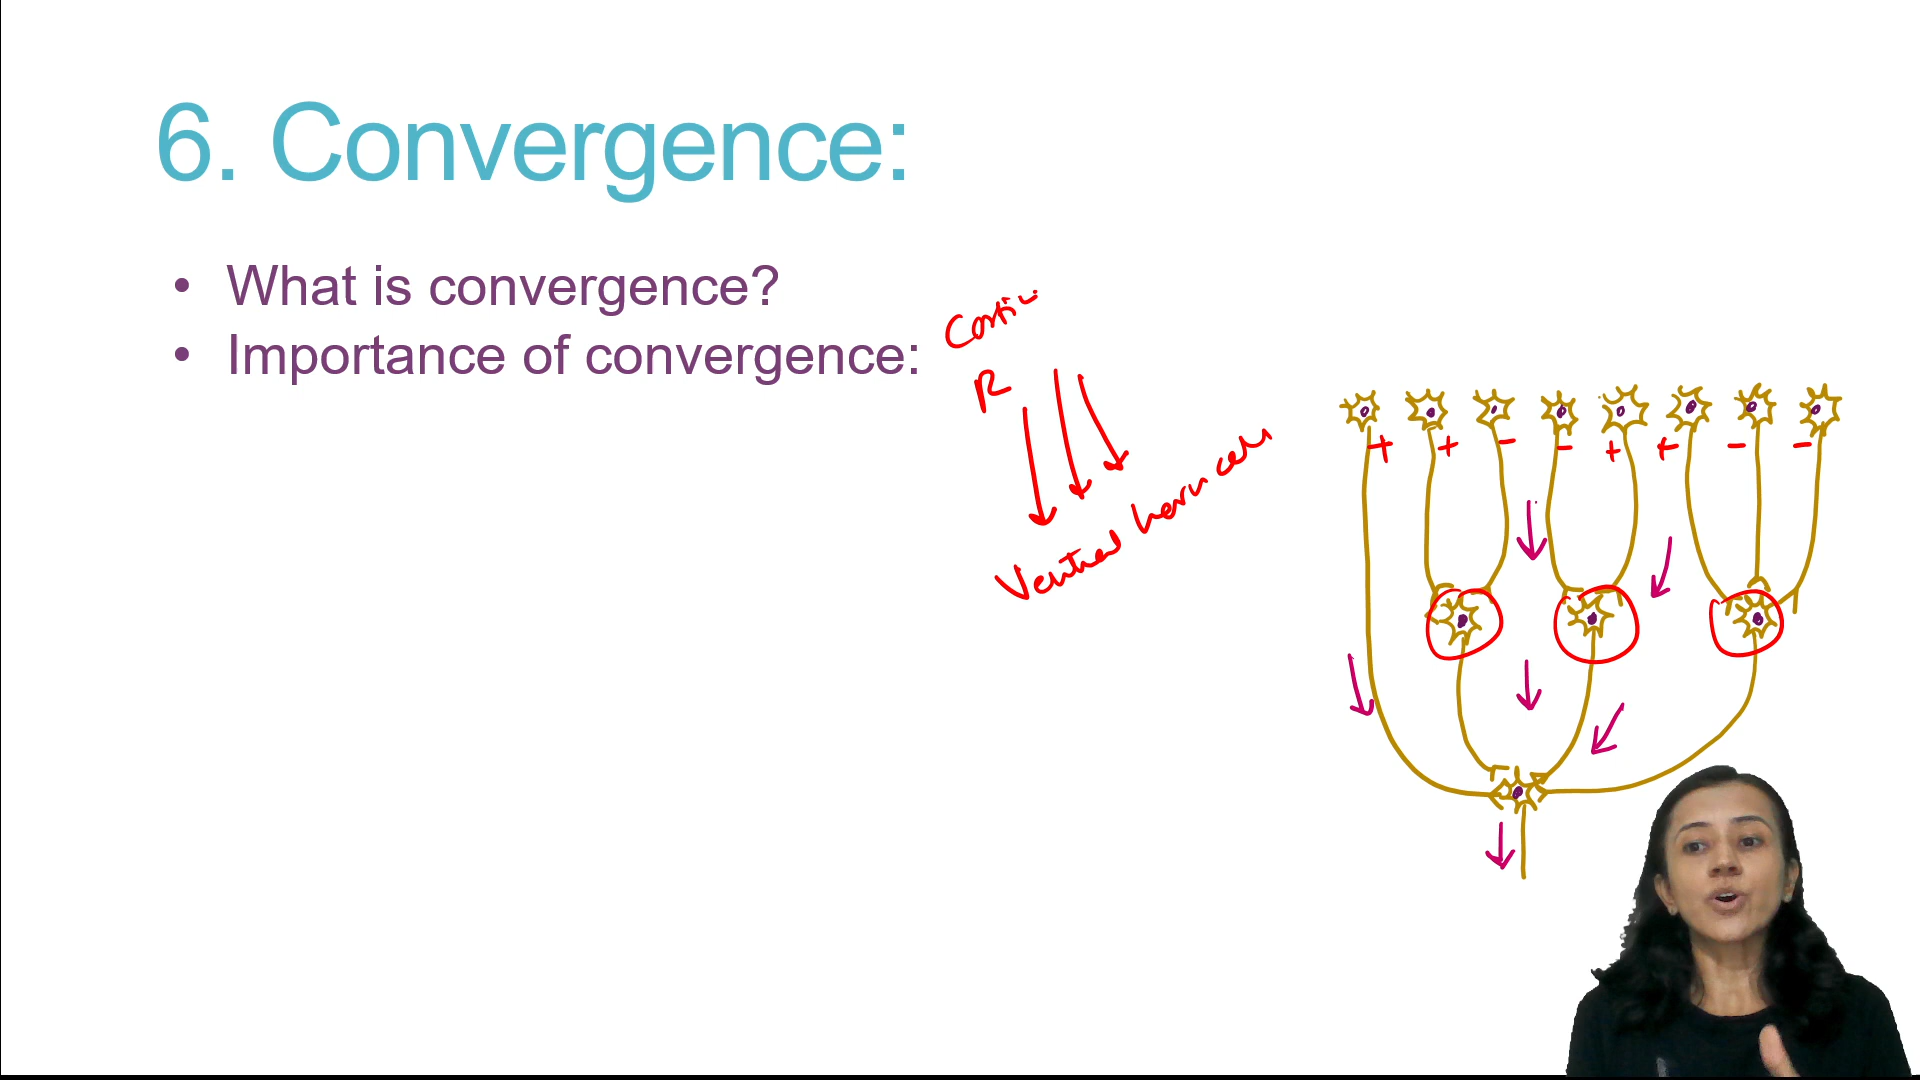 6. Convergence:
• What is convergence?
• Importance of convergence:
R
Ventral horn cells
+ + - - + + - -